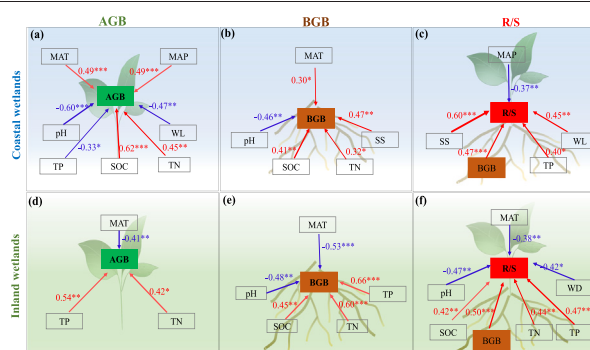 AGB BGB R/S
Coastal wetlands
(a)
MAT MAP
0.49*** 0.49***
AGB
-0.60*** -0.47**
pH WL
-0.33* 0.62*** 0.45**
TP SOC TN
(b)
MAT
0.30*
BGB
-0.46** 0.47**
pH SS
0.41** 0.32*
SOC TN
(c)
MAP
-0.37**
R/S
0.60*** 0.45**
SS WL
0.47*** 0.40*
BGB TP
Inland wetlands
(d)
MAT
-0.41**
AGB
0.54** 0.42*
TP TN
(e)
MAT
-0.53***
BGB
-0.48** 0.66***
pH TP
0.45** 0.60***
SOC TN
(f)
MAT
-0.38**
R/S
-0.47** -0.42*
pH WD
0.42** 0.50*** 0.44** 0.47**
SOC BGB TN TP